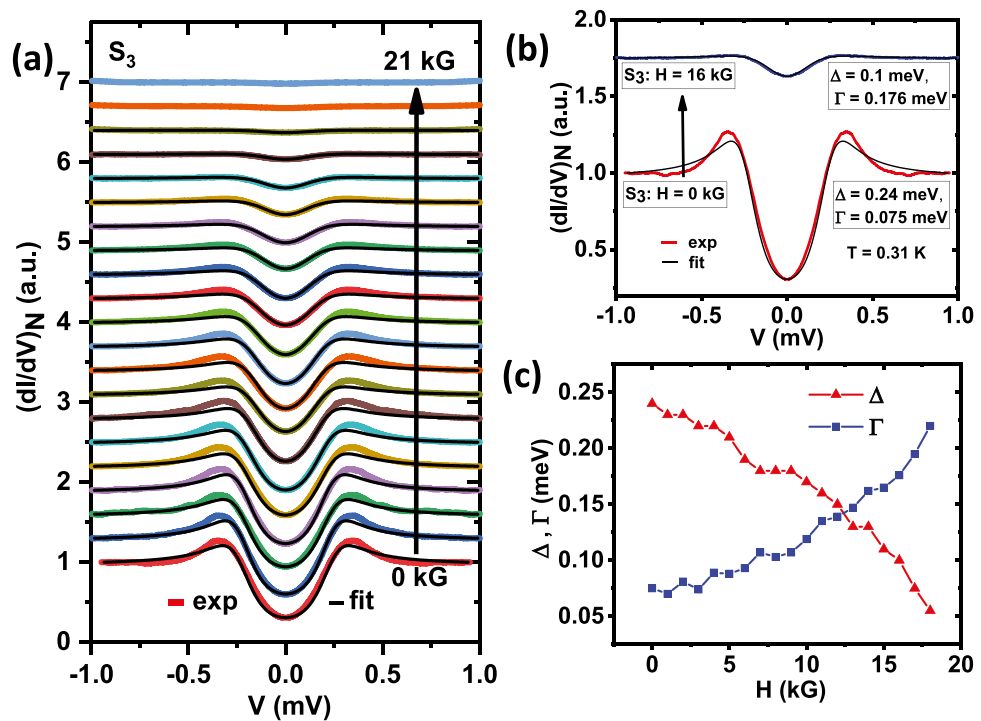 (a)
S3
21 kG
7
6
5
4
3
2
1
0
(dI/dV)N (a.u.)
0 kG
exp
fit
-1.0 -0.5 0.0 0.5 1.0
V (mV)
(b)
2.0
1.5
1.0
0.5
(dI/dV)N (a.u.)
S3: H = 16 kG
Δ = 0.1 meV,
Γ = 0.176 meV
S3: H = 0 kG
Δ = 0.24 meV,
Γ = 0.075 meV
exp
fit
T = 0.31 K
-1.0 -0.5 0.0 0.5 1.0
V (mV)
(c)
0.25
0.20
0.15
0.10
0.05
Δ , Γ (meV)
Δ
Γ
0 5 10 15 20
H (kG)